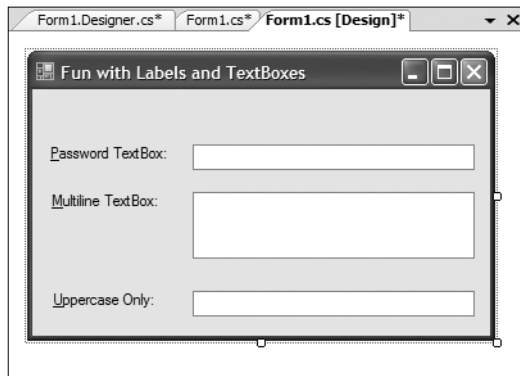 Form1.Designer.cs* Form1.cs* Form1.cs [Design]*
Fun with Labels and TextBoxes
Password TextBox:
Multiline TextBox:
Uppercase Only: